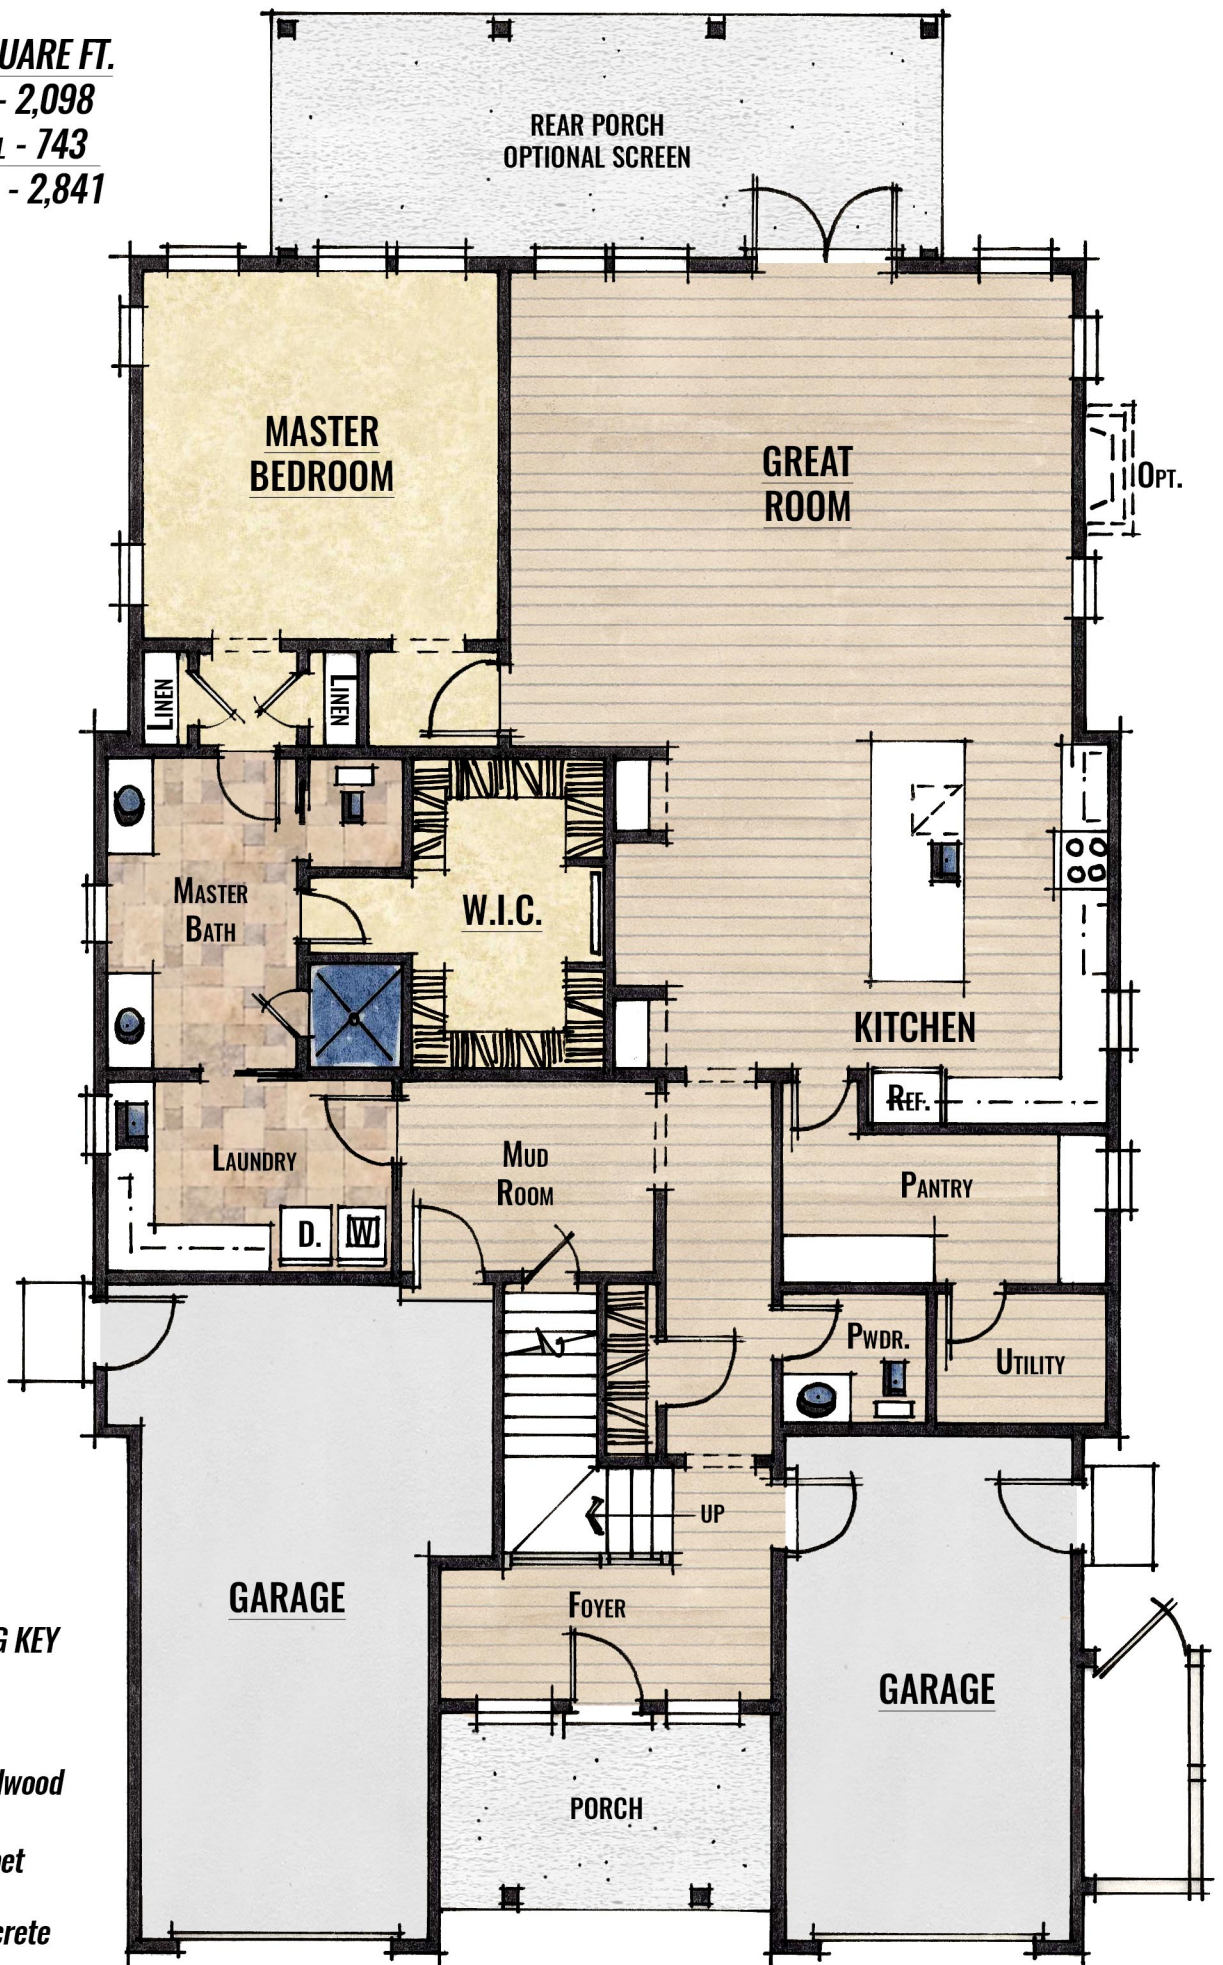 UARE FT.
- 2,098
L - 743
- 2,841
REAR PORCH
OPTIONAL SCREEN
MASTER
BEDROOM
GREAT
ROOM
OPT.
LINEN
LINEN
MASTER
BATH
W.I.C.
KITCHEN
REF.
LAUNDRY
MUD
ROOM
PANTRY
D.
W
PWDR.
UTILITY
UP
FOYER
GARAGE
G KEY
GARAGE
lwood
PORCH
et
crete